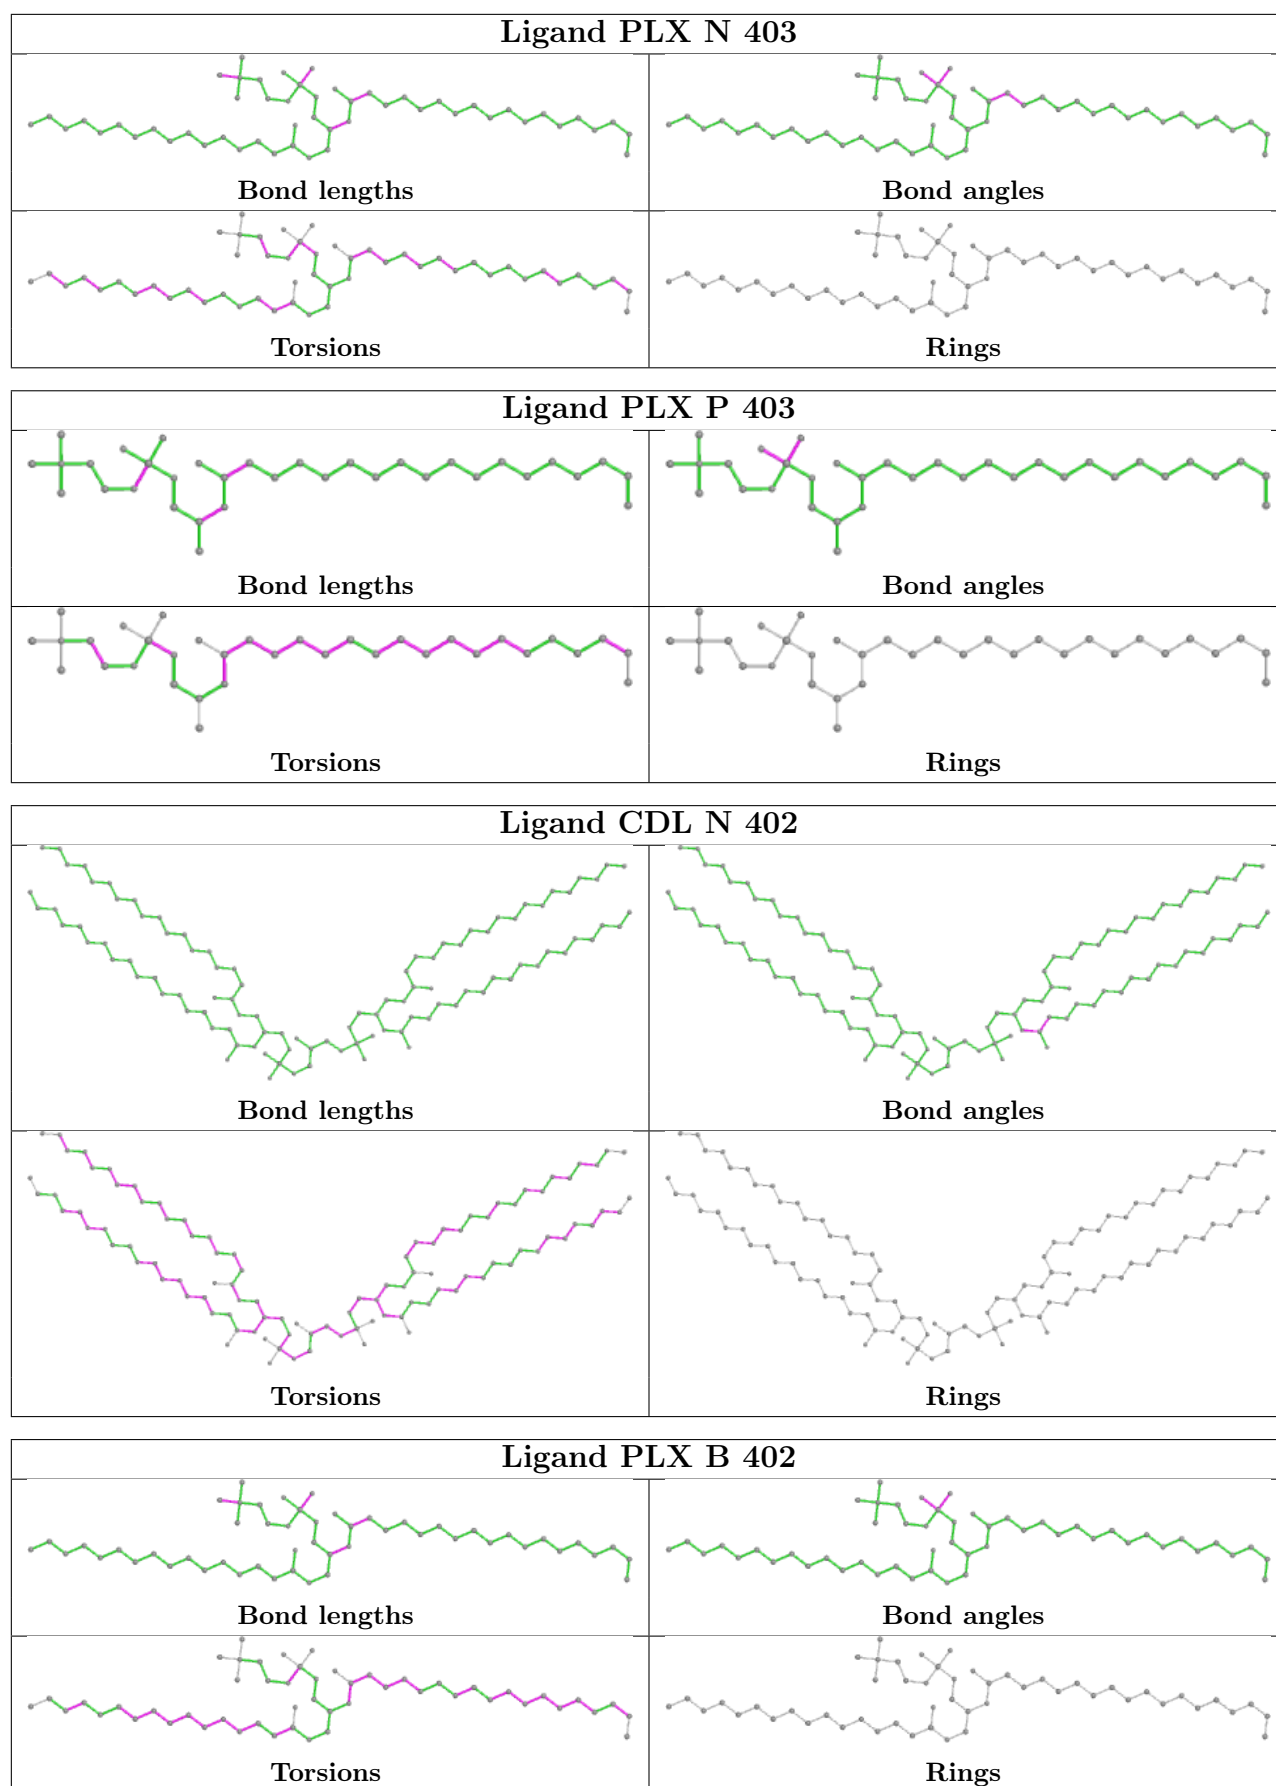 Ligand PLX N 403
Bond lengths
Bond angles
Torsions
Rings
Ligand PLX P 403
Bond lengths
Bond angles
Torsions
Rings
Ligand CDL N 402
Bond lengths
Bond angles
Torsions
Rings
Ligand PLX B 402
Bond lengths
Bond angles
Torsions
Rings